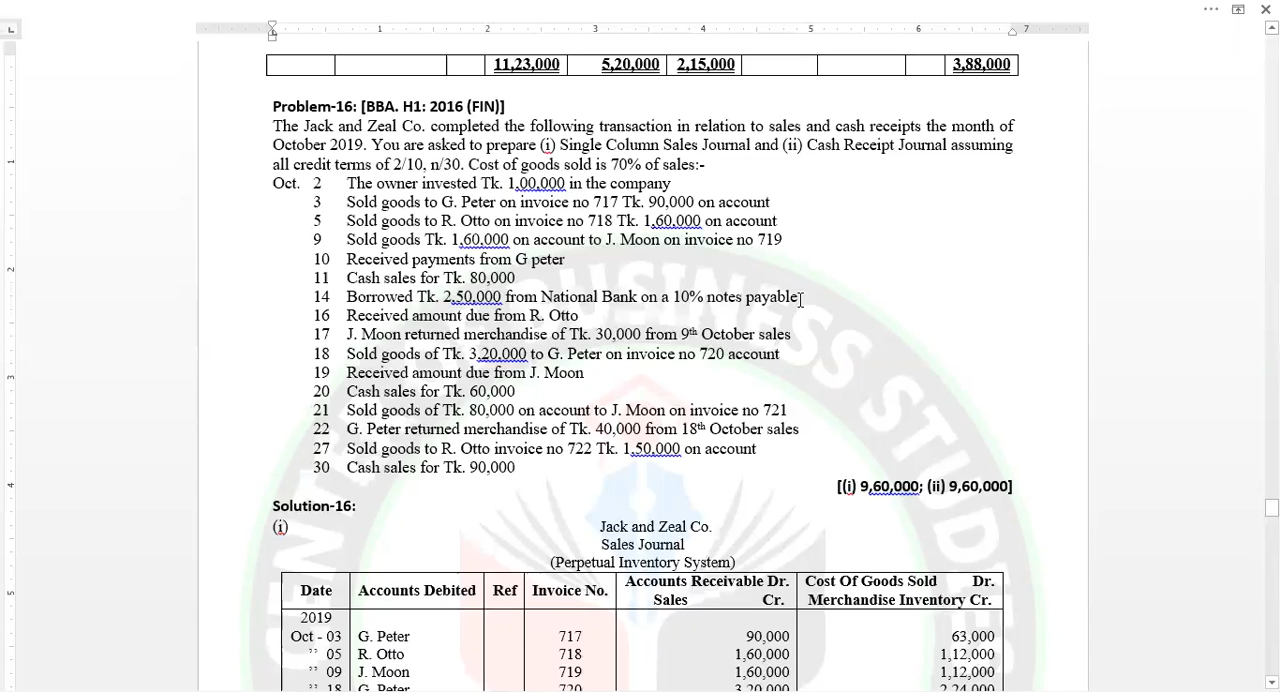 1 2 3 4 5 6 7
11,23,000 5,20,000 2,15,000 3,88,000
Problem-16: [BBA. H1: 2016 (FIN)]
The Jack and Zeal Co. completed the following transaction in relation to sales and cash receipts the month of
October 2019. You are asked to prepare (i) Single Column Sales Journal and (ii) Cash Receipt Journal assuming
all credit terms of 2/10, n/30. Cost of goods sold is 70% of sales:-
Oct. 2 The owner invested Tk. 1,00,000 in the company
3 Sold goods to G. Peter on invoice no 717 Tk. 90,000 on account
5 Sold goods to R. Otto on invoice no 718 Tk. 1,60,000 on account
9 Sold goods Tk. 1,60,000 on account to J. Moon on invoice no 719
10 Received payments from G peter
11 Cash sales for Tk. 80,000
14 Borrowed Tk. 2,50,000 from National Bank on a 10% notes payable
16 Received amount due from R. Otto
17 J. Moon returned merchandise of Tk. 30,000 from 9th October sales
18 Sold goods of Tk. 3,20,000 to G. Peter on invoice no 720 account
19 Received amount due from J. Moon
20 Cash sales for Tk. 60,000
21 Sold goods of Tk. 80,000 on account to J. Moon on invoice no 721
22 G. Peter returned merchandise of Tk. 40,000 from 18th October sales
27 Sold goods to R. Otto invoice no 722 Tk. 1,50,000 on account
30 Cash sales for Tk. 90,000
[(i) 9,60,000; (ii) 9,60,000]
Solution-16:
(i) Jack and Zeal Co.
Sales Journal
(Perpetual Inventory System)
Date Accounts Debited Ref Invoice No. Accounts Receivable Dr. Cost Of Goods Sold Dr.
Sales Cr. Merchandise Inventory Cr.
2019
Oct - 03 G. Peter 717 90,000 63,000
” 05 R. Otto 718 1,60,000 1,12,000
” 09 J. Moon 719 1,60,000 1,12,000
” 18 G. Peter 720 3,20,000 2,24,000